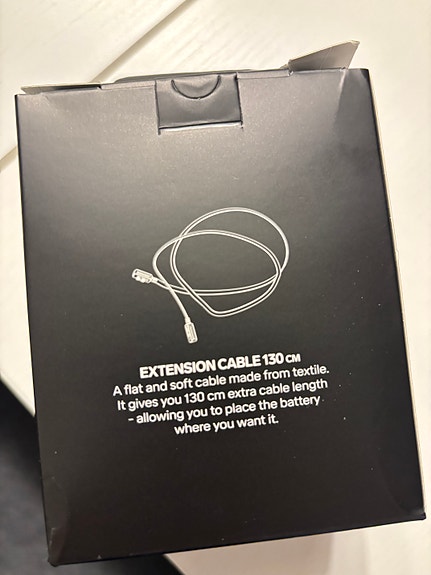 EXTENSION CABLE 130 CM
A flat and soft cable made from textile.
It gives you 130 cm extra cable length
- allowing you to place the battery
where you want it.